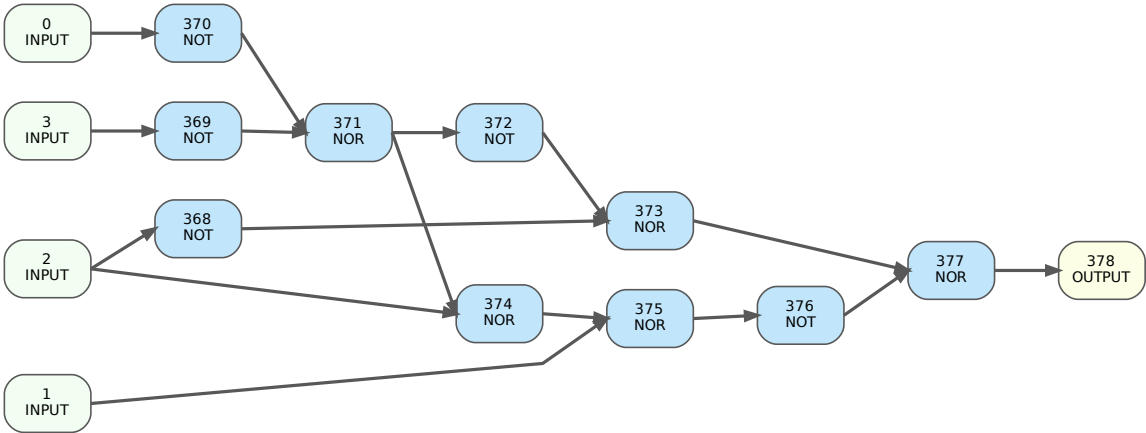 0
INPUT
370
NOT
3
INPUT
369
NOT
371
NOR
372
NOT
368
NOT
373
NOR
2
INPUT
377
NOR
378
OUTPUT
374
NOR
375
NOR
376
NOT
1
INPUT